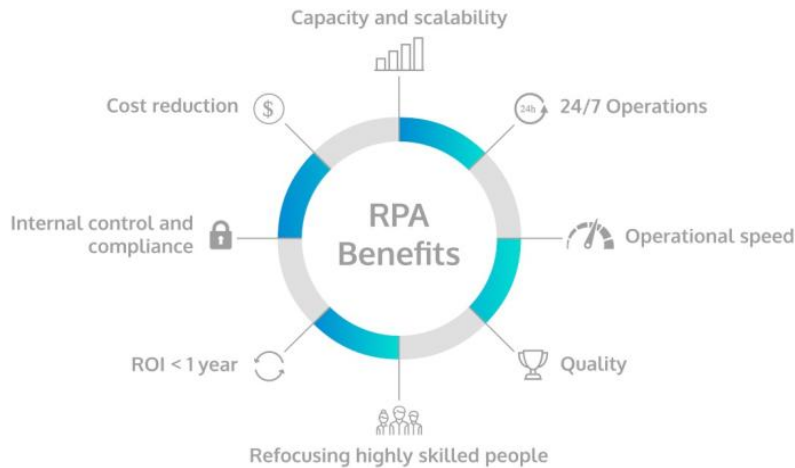 Capacity and scalability
Cost reduction
$
24h
24/7 Operations
RPA
Benefits
Internal control and
compliance
Operational speed
ROI < 1 year
Quality
Refocusing highly skilled people